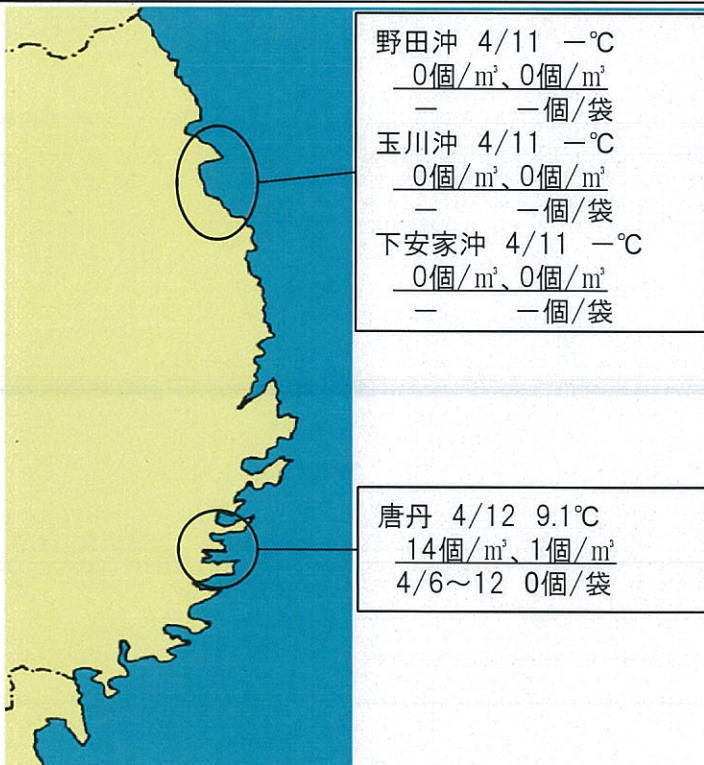 野田沖 4/11 －℃
0個/㎥、0個/㎥
－ －個/袋
玉川沖 4/11 －℃
0個/㎥、0個/㎥
－ －個/袋
下安家沖 4/11 －℃
0個/㎥、0個/㎥
－ －個/袋
唐丹 4/12 9.1℃
14個/㎥、1個/㎥
4/6～12 0個/袋